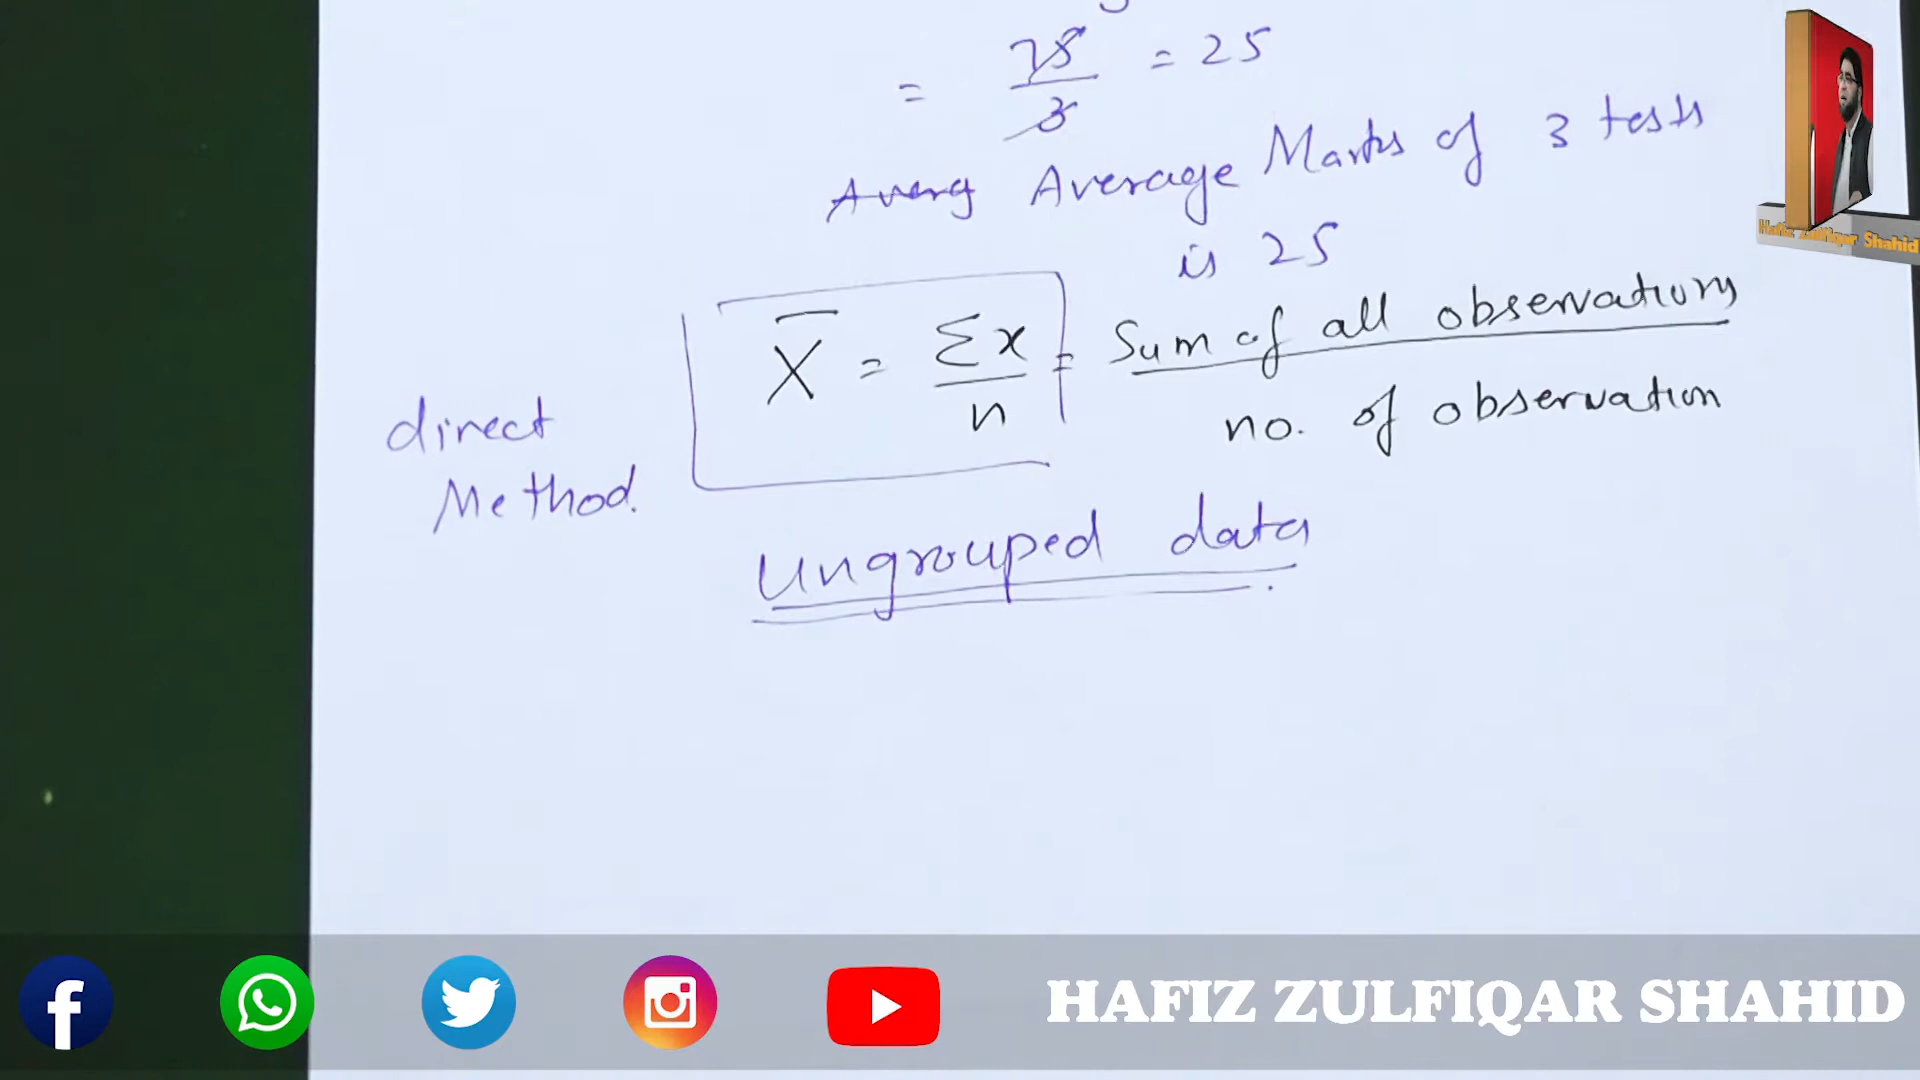 = 75/3 = 25
Averg Average Marks of 3 tests
is 25
X̄ = Σx/n = Sum of all observations/no. of observation
direct
Method.
Ungrouped data
Hafiz Zulfiqar Shahid
HAFIZ ZULFIQAR SHAHID